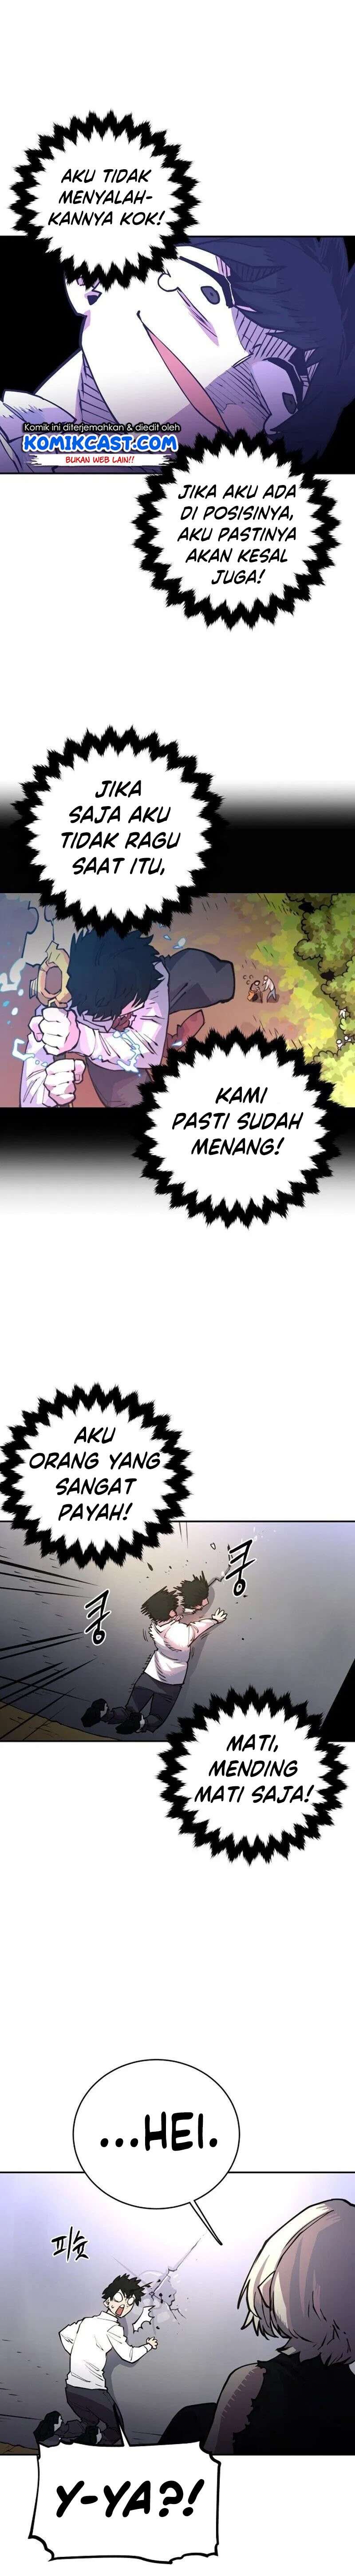 AKU TIDAK
MENYALAH-
KANNYA KOK!
Komik ini diterjemahkan & diedit oleh
KOMIKCAST.COM
BUKAN WEB LAIN!!
JIKA AKU ADA
DI POSISINYA,
AKU PASTINYA
AKAN KESAL
JUGA!
JIKA
SAJA AKU
TIDAK RAGU
SAAT ITU,
KAMI
PASTI SUDAH
MENANG!
AKU
ORANG YANG
SANGAT
PAYAH!
쿵
쿵
MATI,
MENDING
MATI SAJA!
...HEI.
피슛
Y-YA?!